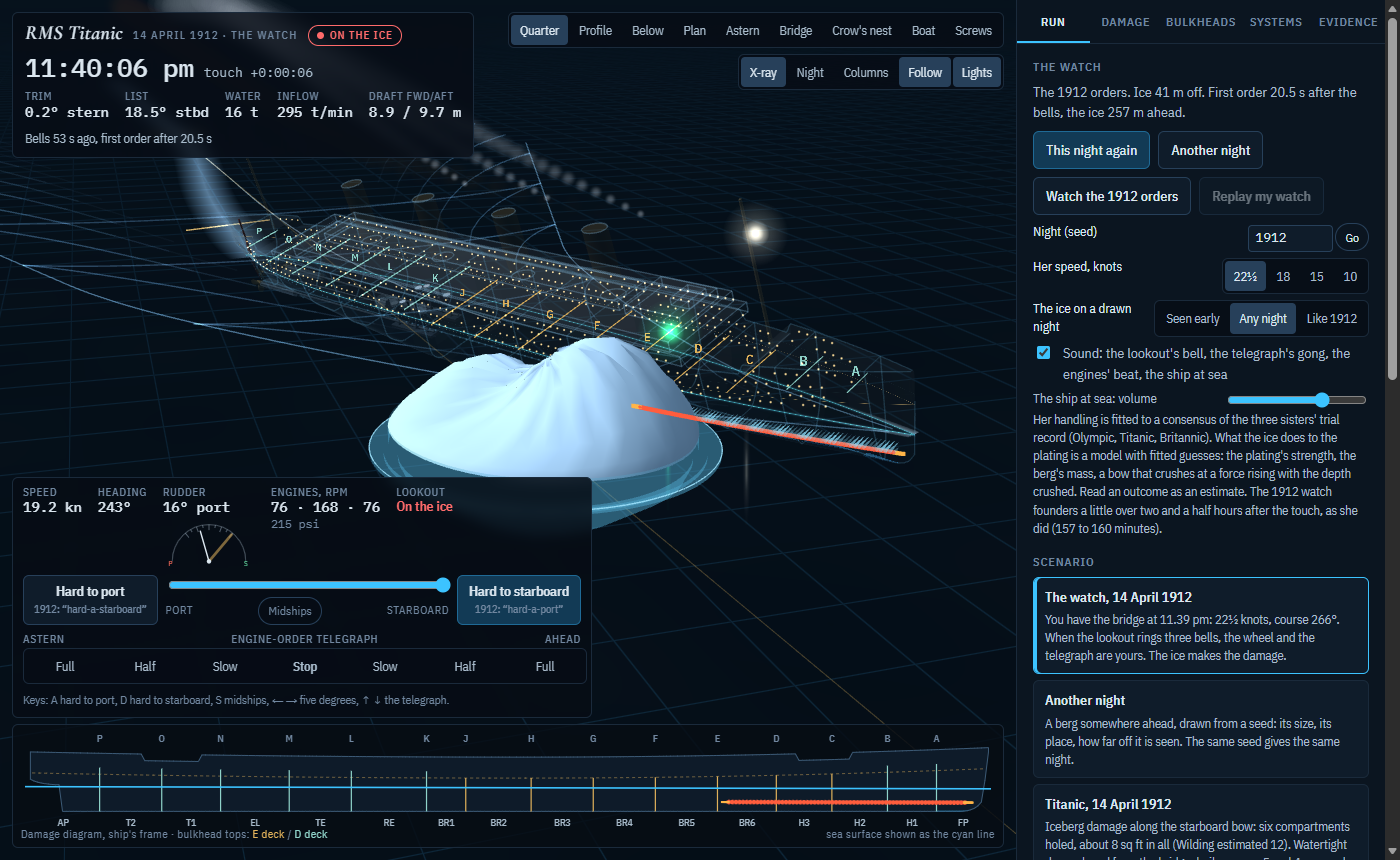 RMS Titanic 14 APRIL 1912 · THE WATCH ON THE ICE
11:40:06 pm touch +0:00:06
TRIM LIST WATER INFLOW DRAFT FWD/AFT
0.2° stern 18.5° stbd 16 t 295 t/min 8.9 / 9.7 m
Bells 53 s ago, first order after 20.5 s
Quarter Profile Below Plan Astern Bridge Crow's nest Boat Screws
X-ray Night Columns Follow Lights
P O N M L K J H G F E D C B A
SPEED HEADING RUDDER ENGINES, RPM LOOKOUT
19.2 kn 243° 16° port 76 · 168 · 76 On the ice
215 psi
P S
Hard to port
1912: “hard-a-starboard”
PORT Midships STARBOARD
Hard to starboard
1912: “hard-a-port”
ASTERN ENGINE-ORDER TELEGRAPH AHEAD
Full Half Slow Stop Slow Half Full
Keys: A hard to port, D hard to starboard, S midships, ←→ five degrees, ↑ ↓ the telegraph.
P O N M L K J H G F E D C B A
AP T2 T1 EL TE RE BR1 BR2 BR3 BR4 BR5 BR6 H3 H2 H1 FP
Damage diagram, ship's frame · bulkhead tops: E deck / D deck
sea surface shown as the cyan line
RUN DAMAGE BULKHEADS SYSTEMS EVIDENCE
THE WATCH
The 1912 orders. Ice 41 m off. First order 20.5 s after the
bells, the ice 257 m ahead.
This night again Another night
Watch the 1912 orders Replay my watch
Night (seed) 1912 Go
Her speed, knots 22½ 18 15 10
The ice on a drawn
night
Seen early Any night Like 1912
Sound: the lookout's bell, the telegraph's gong, the
engines' beat, the ship at sea
The ship at sea: volume
Her handling is fitted to a consensus of the three sisters' trial
record (Olympic, Titanic, Britannic). What the ice does to the
plating is a model with fitted guesses: the plating's strength, the
berg's mass, a bow that crushes at a force rising with the depth
crushed. Read an outcome as an estimate. The 1912 watch
founders a little over two and a half hours after the touch, as she
did (157 to 160 minutes).
SCENARIO
The watch, 14 April 1912
You have the bridge at 11.39 pm: 22½ knots, course 266°.
When the lookout rings three bells, the wheel and the
telegraph are yours. The ice makes the damage.
Another night
A berg somewhere ahead, drawn from a seed: its size, its
place, how far off it is seen. The same seed gives the same
night.
Titanic, 14 April 1912
Iceberg damage along the starboard bow: six compartments
holed, about 8 sq ft in all (Wilding estimated 12). Watertight